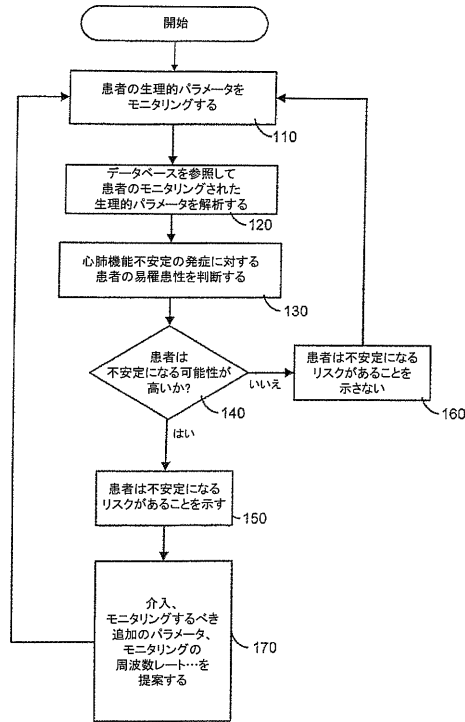 開始
患者の生理的パラメータを
モニタリングする
110
データベースを参照して
患者のモニタリングされた
生理的パラメータを解析する
120
心肺機能不安定の発症に対する
患者の易罹患性を判断する
130
患者は
不安定になる可能性が
高いか?
140
いいえ
患者は不安定になる
リスクがあることを
示さない
160
はい
患者は不安定になる
リスクがあることを示す
150
介入、
モニタリングするべき
追加のパラメータ、
モニタリングの
周波数レート…を
提案する
170